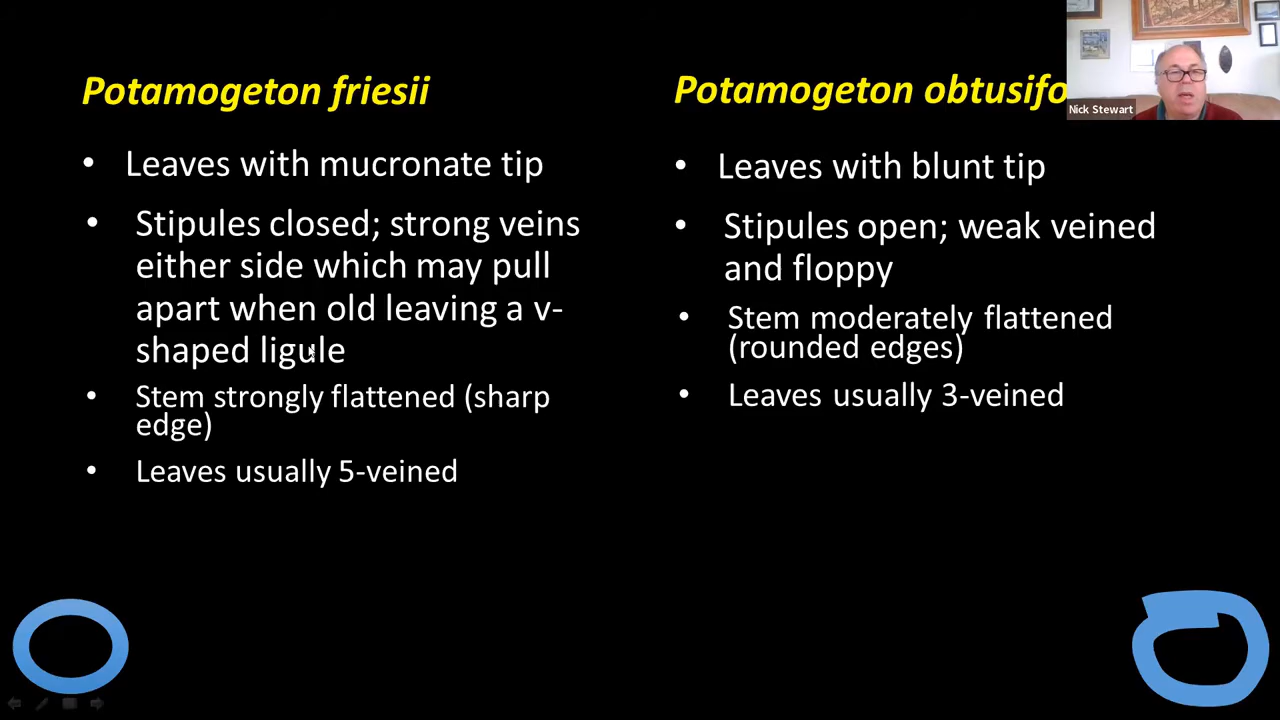 Potamogeton friesii
• Leaves with mucronate tip
• Stipules closed; strong veins
either side which may pull
apart when old leaving a v-
shaped ligule
• Stem strongly flattened (sharp
edge)
• Leaves usually 5-veined
Potamogeton obtusifo
• Leaves with blunt tip
• Stipules open; weak veined
and floppy
• Stem moderately flattened
(rounded edges)
• Leaves usually 3-veined
Nick Stewart